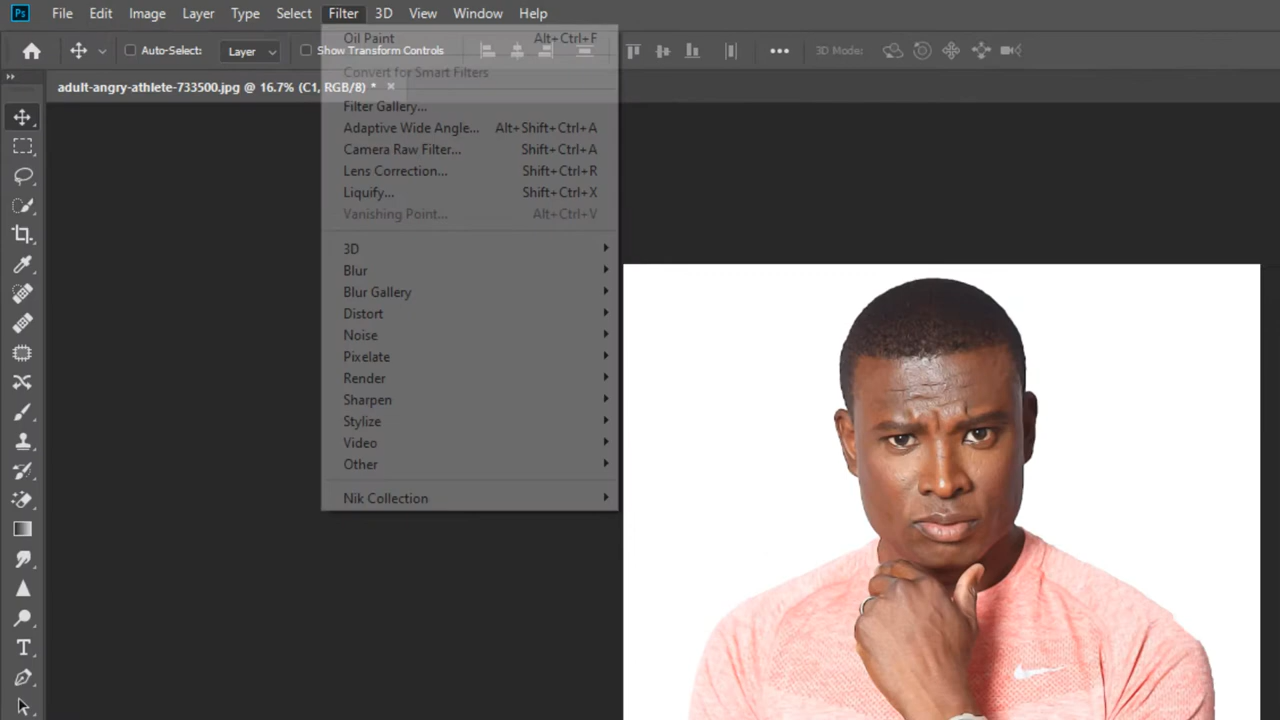 Ps File Edit Image Layer Type Select Filter 3D View Window Help
Auto-Select: Layer Show Transform Controls ••• 3D Mode:
adult-angry-athlete-733500.jpg @ 16.7% (C1, RGB/8) * ×
Oil Paint Alt+Ctrl+F
Convert for Smart Filters
Filter Gallery...
Adaptive Wide Angle... Alt+Shift+Ctrl+A
Camera Raw Filter... Shift+Ctrl+A
Lens Correction... Shift+Ctrl+R
Liquify... Shift+Ctrl+X
Vanishing Point... Alt+Ctrl+V
3D
Blur
Blur Gallery
Distort
Noise
Pixelate
Render
Sharpen
Stylize
Video
Other
Nik Collection